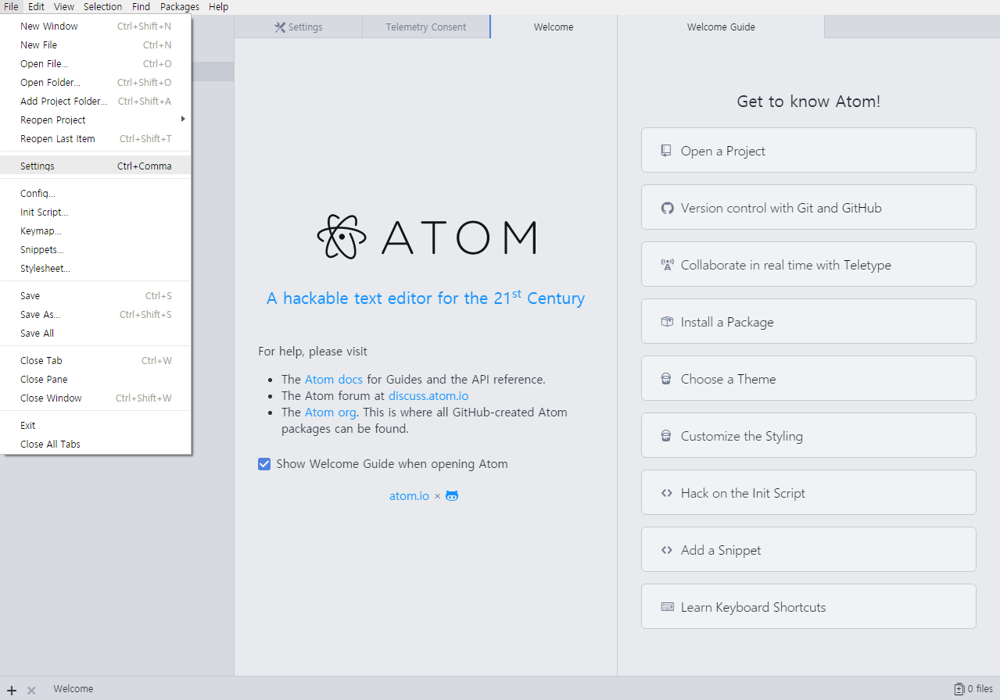 File Edit View Selection Find Packages Help
New Window Ctrl+Shift+N
New File Ctrl+N
Open File... Ctrl+O
Open Folder... Ctrl+Shift+O
Add Project Folder... Ctrl+Shift+A
Reopen Project
Reopen Last Item Ctrl+Shift+T
Settings Ctrl+Comma
Config...
Init Script...
Keymap...
Snippets...
Stylesheet...
Save Ctrl+S
Save As... Ctrl+Shift+S
Save All
Close Tab Ctrl+W
Close Pane
Close Window Ctrl+Shift+W
Exit
Close All Tabs
Settings Telemetry Consent Welcome
ATOM
A hackable text editor for the 21st Century
For help, please visit
• The Atom docs for Guides and the API reference.
• The Atom forum at discuss.atom.io
• The Atom org. This is where all GitHub-created Atom
packages can be found.
Show Welcome Guide when opening Atom
atom.io ×
Welcome Guide
Get to know Atom!
Open a Project
Version control with Git and GitHub
Collaborate in real time with Teletype
Install a Package
Choose a Theme
Customize the Styling
Hack on the Init Script
Add a Snippet
Learn Keyboard Shortcuts
Welcome
0 files